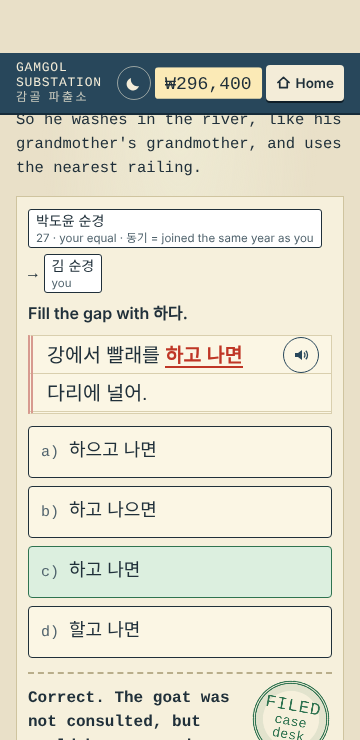 GAMGOL
SUBSTATION
감골 파출소
₩296,400
Home
So he washes in the river, like his
grandmother's grandmother, and uses
the nearest railing.
박도윤 순경
27 · your equal · 동기 = joined the same year as you
→
김 순경
you
Fill the gap with 하다.
강에서 빨래를 하고 나면
다리에 널어.
a) 하으고 나면
b) 하고 나으면
c) 하고 나면
d) 할고 나면
Correct. The goat was
not consulted, but
FILED
case
desk